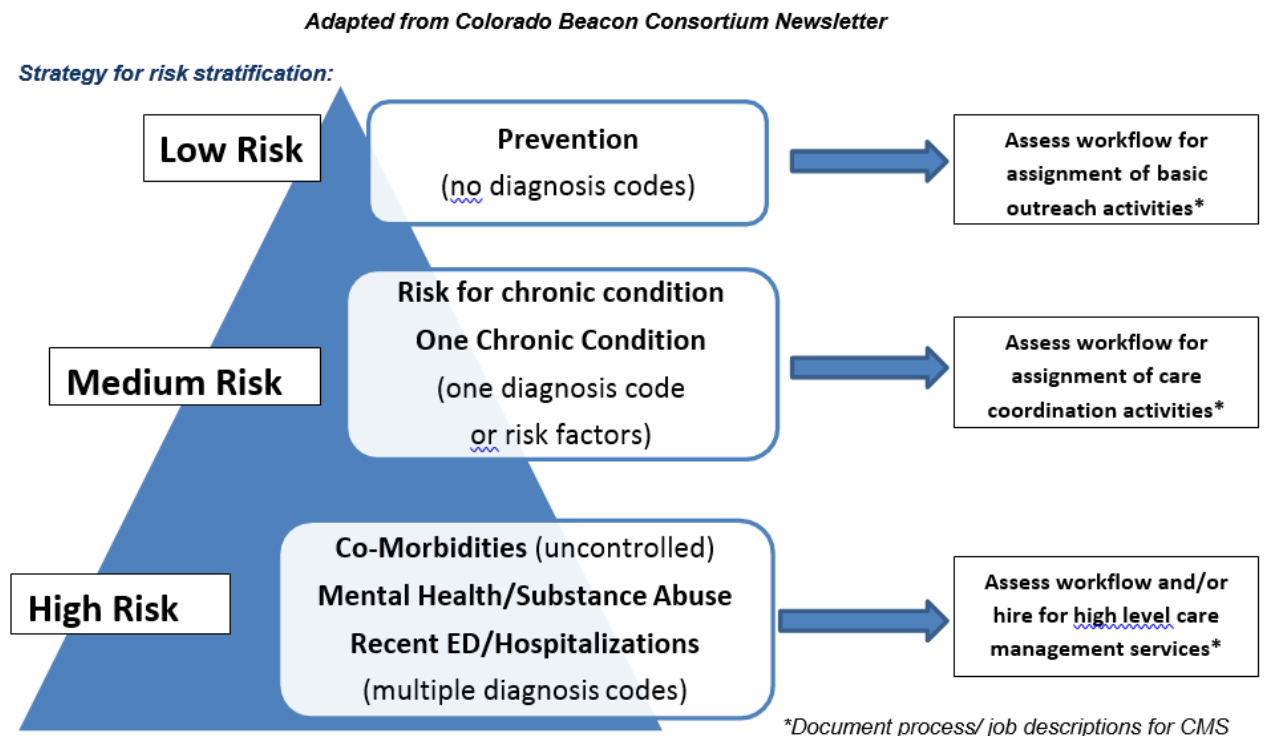 Adapted from Colorado Beacon Consortium Newsletter
Strategy for risk stratification:
Low Risk
Prevention
(no diagnosis codes)
Assess workflow for
assignment of basic
outreach activities*
Medium Risk
Risk for chronic condition
One Chronic Condition
(one diagnosis code
or risk factors)
Assess workflow for
assignment of care
coordination activities*
High Risk
Co-Morbidities (uncontrolled)
Mental Health/Substance Abuse
Recent ED/Hospitalizations
(multiple diagnosis codes)
Assess workflow and/or
hire for high level care
management services*
*Document process/ job descriptions for CMS